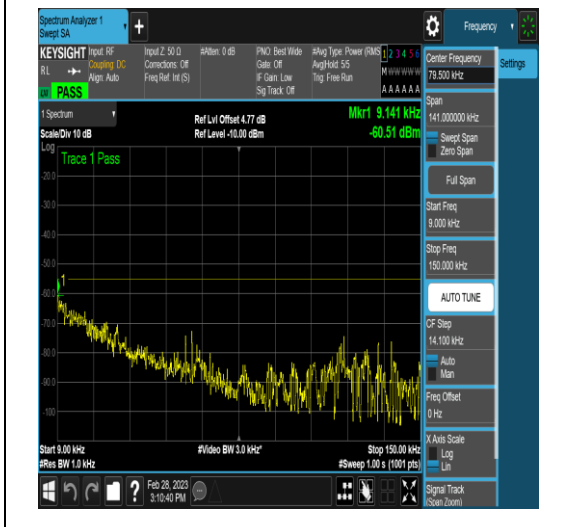 Spectrum Analyzer 1
Swept SA
+
Frequency
KEYSIGHT
RL
Input: RF
Coupling: DC
Align: Auto
Input Z: 50 Ω
Corrections: Off
Freq Ref: Int (S)
#Atten: 0 dB
PNO: Best Wide
Gate: Off
IF Gain: Low
Sig Track: Off
#Avg Type: Power (RMS
Avg|Hold: 5/5
Trig: Free Run
1 2 3 4 5 6
M W W W W W
A A A A A A
PASS
1 Spectrum
Scale/Div 10 dB
Ref Lvl Offset 4.77 dB
Ref Level -10.00 dBm
Mkr1 9.141 kHz
-60.51 dBm
Log
Trace 1 Pass
-20.0
-30.0
-40.0
-50.0
-60.0
-70.0
-80.0
-90.0
-100
1
Start 9.00 kHz
#Res BW 1.0 kHz
#Video BW 3.0 kHz*
Stop 150.00 kHz
#Sweep 1.00 s (1001 pts)
?
Feb 28, 2023
3:10:40 PM
Settings
Center Frequency
79.500 kHz
Span
141.000000 kHz
Swept Span
Zero Span
Full Span
Start Freq
9.000 kHz
Stop Freq
150.000 kHz
AUTO TUNE
CF Step
14.100 kHz
Auto
Man
Freq Offset
0 Hz
X Axis Scale
Log
Lin
Signal Track
(Span Zoom)